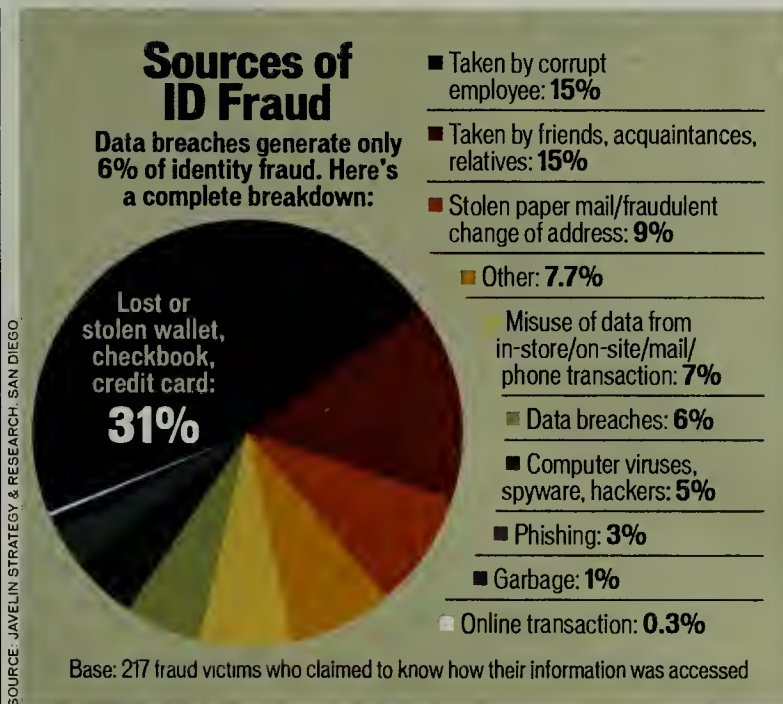 Sources of
ID Fraud
Data breaches generate only
6% of identity fraud. Here's
a complete breakdown:
Lost or
stolen wallet,
checkbook,
credit card:
31%
Taken by corrupt
employee: 15%
Taken by friends, acquaintances,
relatives: 15%
Stolen paper mail/fraudulent
change of address: 9%
Other: 7.7%
Misuse of data from
in-store/on-site/mail/
phone transaction: 7%
Data breaches: 6%
Computer viruses,
spyware, hackers: 5%
Phishing: 3%
Garbage: 1%
Online transaction: 0.3%
Base: 217 fraud victims who claimed to know how their information was accessed
SOURCE: JAVELIN STRATEGY & RESEARCH, SAN DIEGO